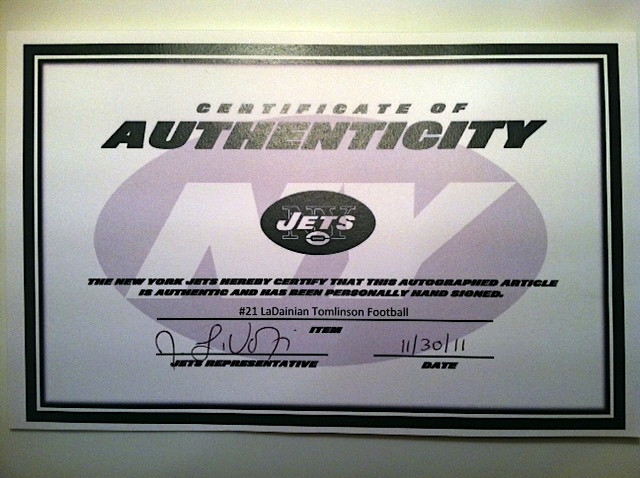 CERTIFICATE OF
AUTHENTICITY
NY
NY
JETS
THE NEW YORK JETS HEREBY CERTIFY THAT THIS AUTOGRAPHED ARTICLE
IS AUTHENTIC AND HAS BEEN PERSONALLY HAND SIGNED.
#21 LaDainian Tomlinson Football
ITEM
11/30/11
JETS REPRESENTATIVE DATE